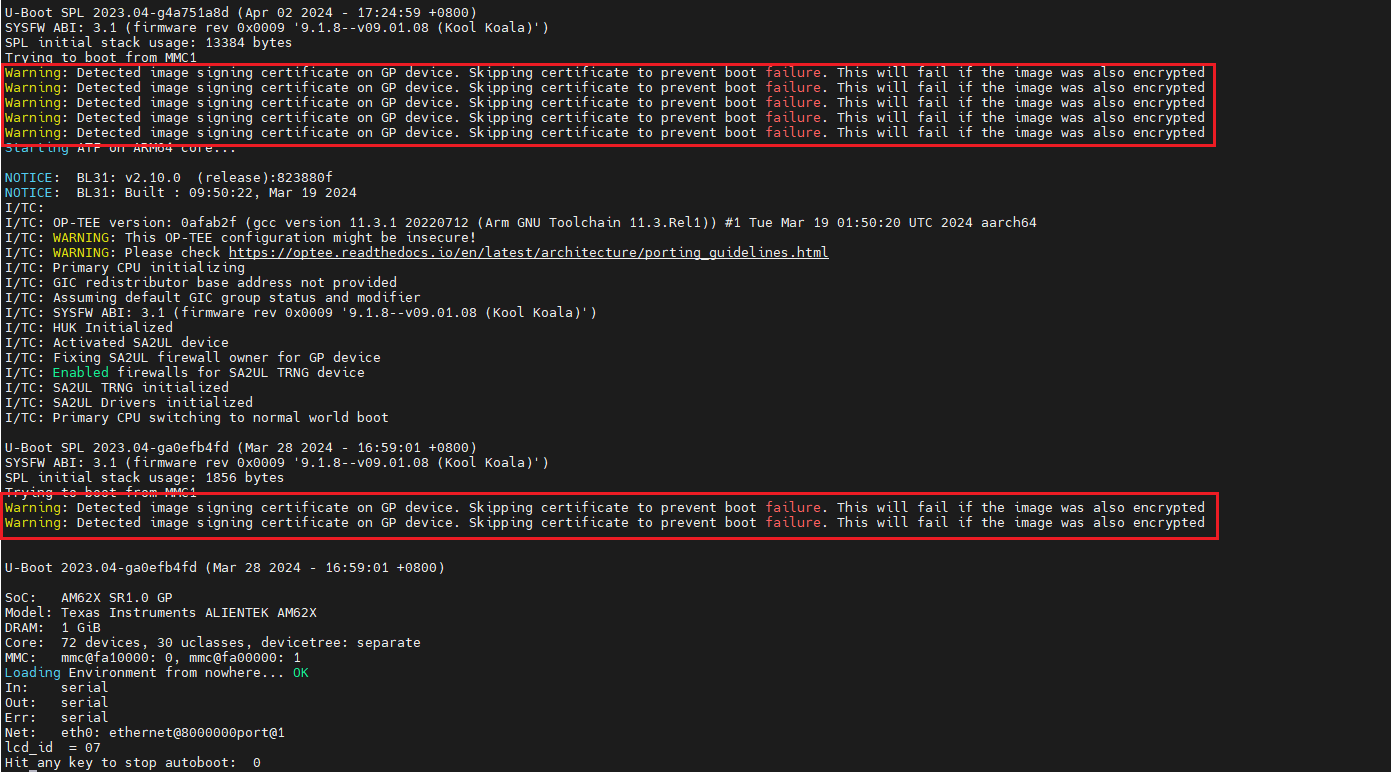 U-Boot SPL 2023.04-g4a751a8d (Apr 02 2024 - 17:24:59 +0800)
SYSFW ABI: 3.1 (firmware rev 0x0009 '9.1.8--v09.01.08 (Kool Koala)')
SPL initial stack usage: 13384 bytes
Trying to boot from MMC1
Warning: Detected image signing certificate on GP device. Skipping certificate to prevent boot failure. This will fail if the image was also encrypted
Warning: Detected image signing certificate on GP device. Skipping certificate to prevent boot failure. This will fail if the image was also encrypted
Warning: Detected image signing certificate on GP device. Skipping certificate to prevent boot failure. This will fail if the image was also encrypted
Warning: Detected image signing certificate on GP device. Skipping certificate to prevent boot failure. This will fail if the image was also encrypted
Warning: Detected image signing certificate on GP device. Skipping certificate to prevent boot failure. This will fail if the image was also encrypted
Starting ATF on ARM64 core...
NOTICE:  BL31: v2.10.0  (release):823880f
NOTICE:  BL31: Built : 09:50:22, Mar 19 2024
I/TC:
I/TC: OP-TEE version: 0afab2f (gcc version 11.3.1 20220712 (Arm GNU Toolchain 11.3.Rel1)) #1 Tue Mar 19 01:50:20 UTC 2024 aarch64
I/TC: WARNING: This OP-TEE configuration might be insecure!
I/TC: WARNING: Please check https://optee.readthedocs.io/en/latest/architecture/porting_guidelines.html
I/TC: Primary CPU initializing
I/TC: GIC redistributor base address not provided
I/TC: Assuming default GIC group status and modifier
I/TC: SYSFW ABI: 3.1 (firmware rev 0x0009 '9.1.8--v09.01.08 (Kool Koala)')
I/TC: HUK Initialized
I/TC: Activated SA2UL device
I/TC: Fixing SA2UL firewall owner for GP device
I/TC: Enabled firewalls for SA2UL TRNG device
I/TC: SA2UL TRNG initialized
I/TC: SA2UL Drivers initialized
I/TC: Primary CPU switching to normal world boot
U-Boot SPL 2023.04-ga0efb4fd (Mar 28 2024 - 16:59:01 +0800)
SYSFW ABI: 3.1 (firmware rev 0x0009 '9.1.8--v09.01.08 (Kool Koala)')
SPL initial stack usage: 1856 bytes
Trying to boot from MMC1
Warning: Detected image signing certificate on GP device. Skipping certificate to prevent boot failure. This will fail if the image was also encrypted
Warning: Detected image signing certificate on GP device. Skipping certificate to prevent boot failure. This will fail if the image was also encrypted
U-Boot 2023.04-ga0efb4fd (Mar 28 2024 - 16:59:01 +0800)
SoC:   AM62X SR1.0 GP
Model: Texas Instruments ALIENTEK AM62X
DRAM:  1 GiB
Core:  72 devices, 30 uclasses, devicetree: separate
MMC:   mmc@fa10000: 0, mmc@fa00000: 1
Loading Environment from nowhere... OK
In:    serial
Out:   serial
Err:   serial
Net:   eth0: ethernet@8000000port@1
lcd_id  = 07
Hit any key to stop autoboot:  0